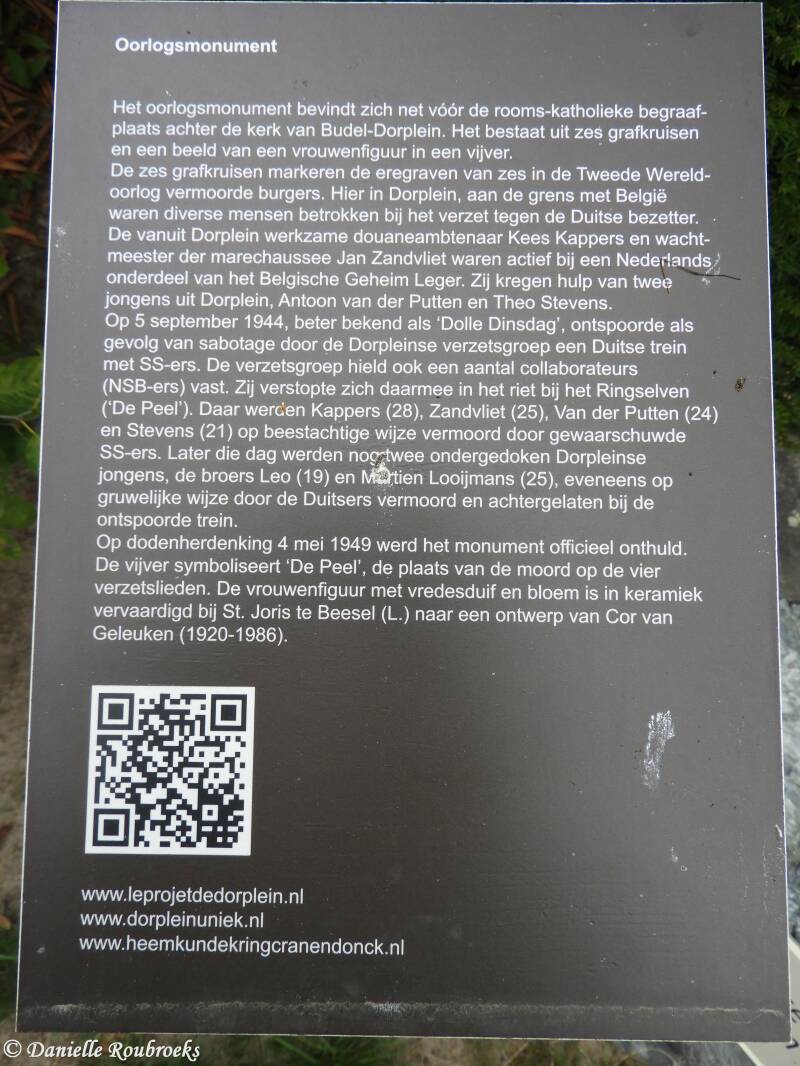 Oorlogsmonument
Het oorlogsmonument bevindt zich net vóór de rooms-katholieke begraaf-
plaats achter de kerk van Budel-Dorplein. Het bestaat uit zes grafkruisen
en een beeld van een vrouwenfiguur in een vijver.
De zes grafkruisen markeren de eregraven van zes in de Tweede Wereld-
oorlog vermoorde burgers. Hier in Dorplein, aan de grens met België
waren diverse mensen betrokken bij het verzet tegen de Duitse bezetter.
De vanuit Dorplein werkzame douaneambtenaar Kees Kappers en wacht-
meester der marechaussee Jan Zandvliet waren actief bij een Nederlands
onderdeel van het Belgische Geheim Leger. Zij kregen hulp van twee
jongens uit Dorplein, Antoon van der Putten en Theo Stevens.
Op 5 september 1944, beter bekend als ‘Dolle Dinsdag’, ontspoorde als
gevolg van sabotage door de Dorpleinse verzetsgroep een Duitse trein
met SS-ers. De verzetsgroep hield ook een aantal collaborateurs
(NSB-ers) vast. Zij verstopte zich daarmee in het riet bij het Ringselven
(‘De Peel’). Daar werden Kappers (28), Zandvliet (25), Van der Putten (24)
en Stevens (21) op beestachtige wijze vermoord door gewaarschuwde
SS-ers. Later die dag werden nog twee ondergedoken Dorpleinse
jongens, de broers Leo (19) en Martien Looijmans (25), eveneens op
gruwelijke wijze door de Duitsers vermoord en achtergelaten bij de
ontspoorde trein.
Op dodenherdenking 4 mei 1949 werd het monument officieel onthuld.
De vijver symboliseert ‘De Peel’, de plaats van de moord op de vier
verzetslieden. De vrouwenfiguur met vredesduif en bloem is in keramiek
vervaardigd bij St. Joris te Beesel (L.) naar een ontwerp van Cor van
Geleuken (1920-1986).
www.leprojetdedorplein.nl
www.dorpleinuniek.nl
www.heemkundekringcranendonck.nl
© Danielle Roubroeks